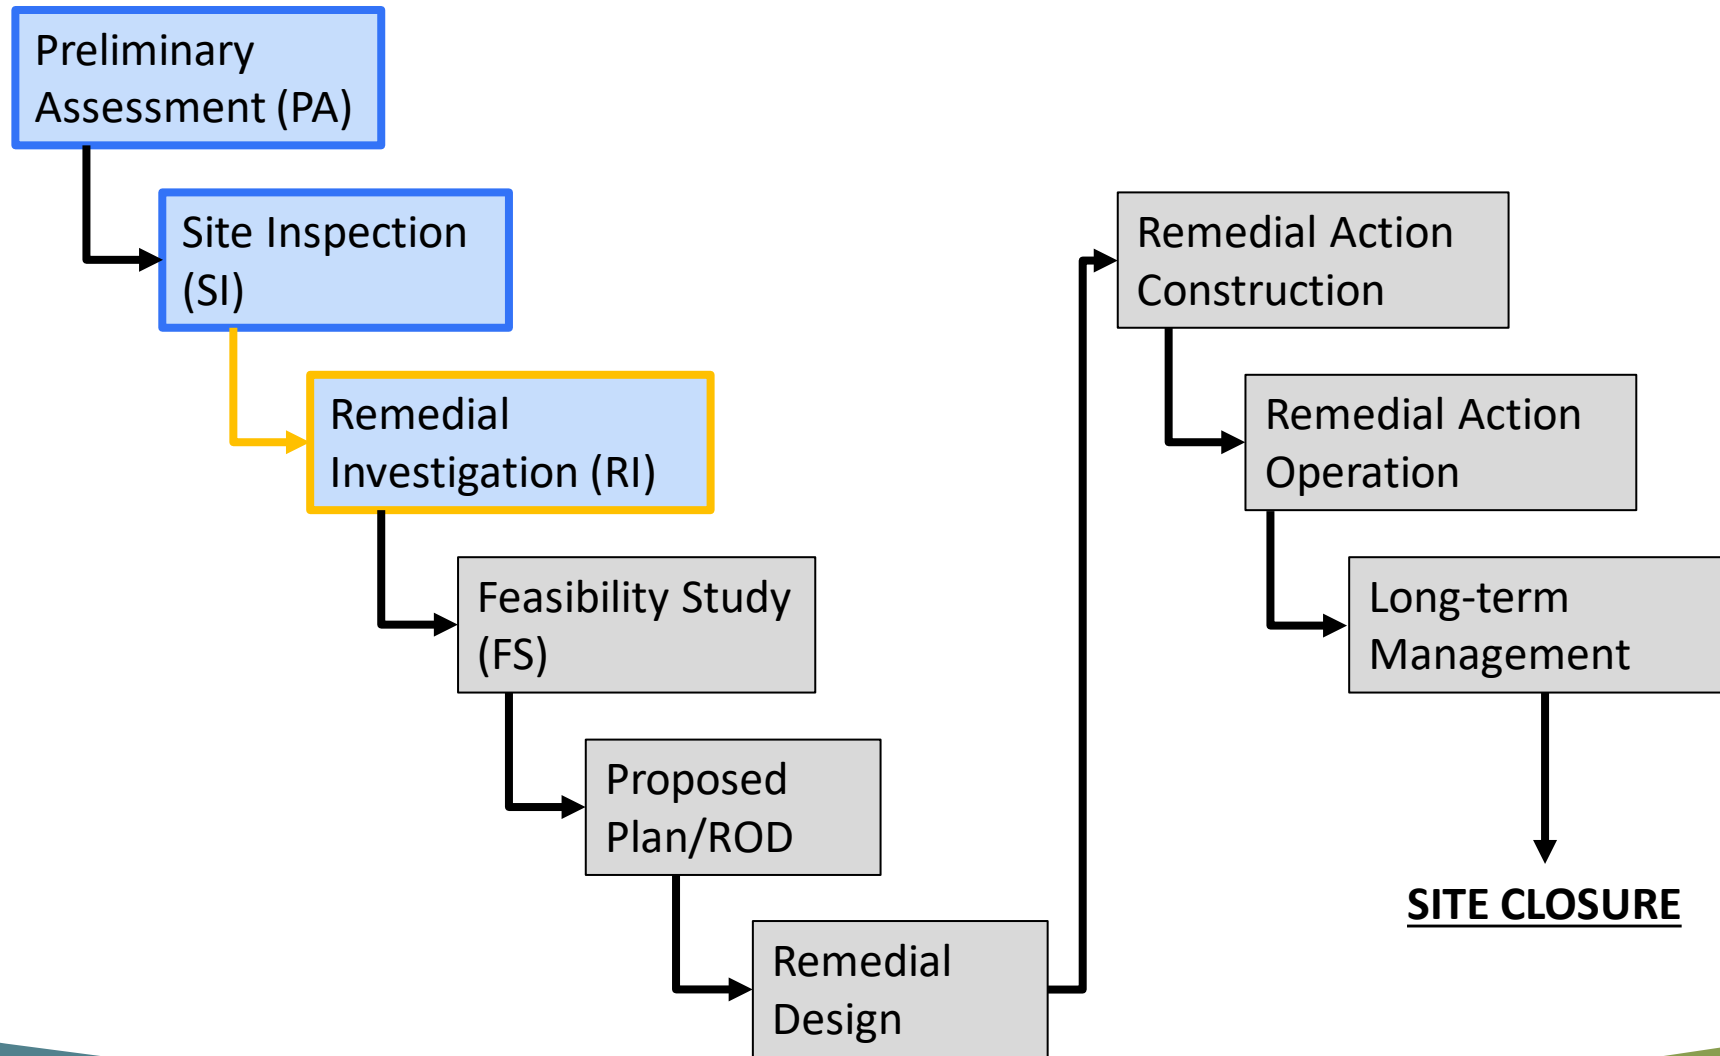 Preliminary
Assessment (PA)
Site Inspection
(SI)
Remedial
Investigation (RI)
Feasibility Study
(FS)
Proposed
Plan/ROD
Remedial
Design
Remedial Action
Construction
Remedial Action
Operation
Long-term
Management
SITE CLOSURE